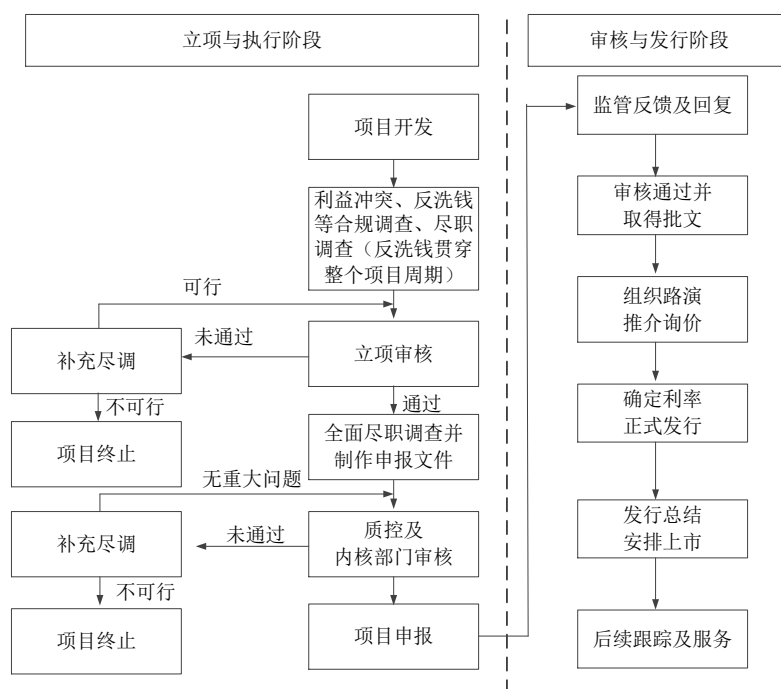 立项与执行阶段
审核与发行阶段
项目开发
利益冲突、反洗钱
等合规调查、尽职
调查（反洗钱贯穿
整个项目周期）
可行
未通过
补充尽调
立项审核
不可行
通过
项目终止
全面尽职调查并
制作申报文件
无重大问题
补充尽调
未通过
质控及
内核部门审核
不可行
项目终止
项目申报
监管反馈及回复
审核通过并
取得批文
组织路演
推介询价
确定利率
正式发行
发行总结
安排上市
后续跟踪及服务